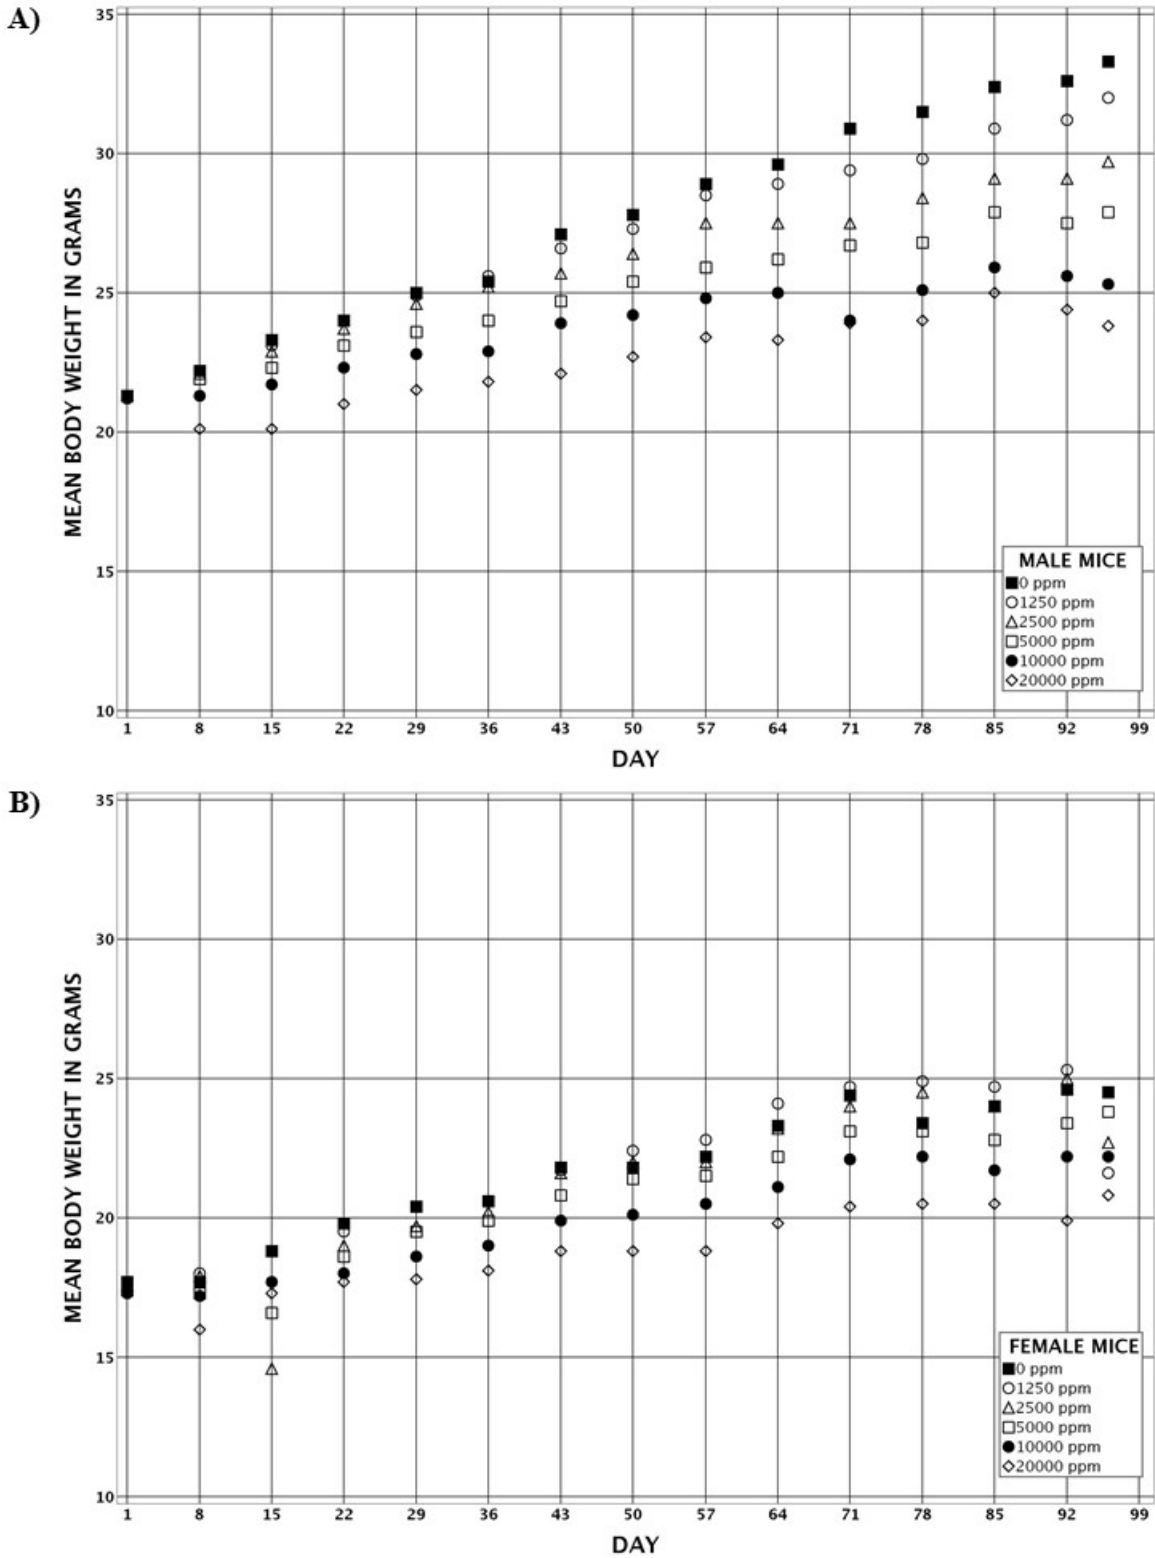 A)
35
30
25
20
15
10
MEAN BODY WEIGHT IN GRAMS
MALE MICE
0 ppm
1250 ppm
2500 ppm
5000 ppm
10000 ppm
20000 ppm
1 8 15 22 29 36 43 50 57 64 71 78 85 92 99
DAY
B)
35
30
25
20
15
10
MEAN BODY WEIGHT IN GRAMS
FEMALE MICE
0 ppm
1250 ppm
2500 ppm
5000 ppm
10000 ppm
20000 ppm
1 8 15 22 29 36 43 50 57 64 71 78 85 92 99
DAY